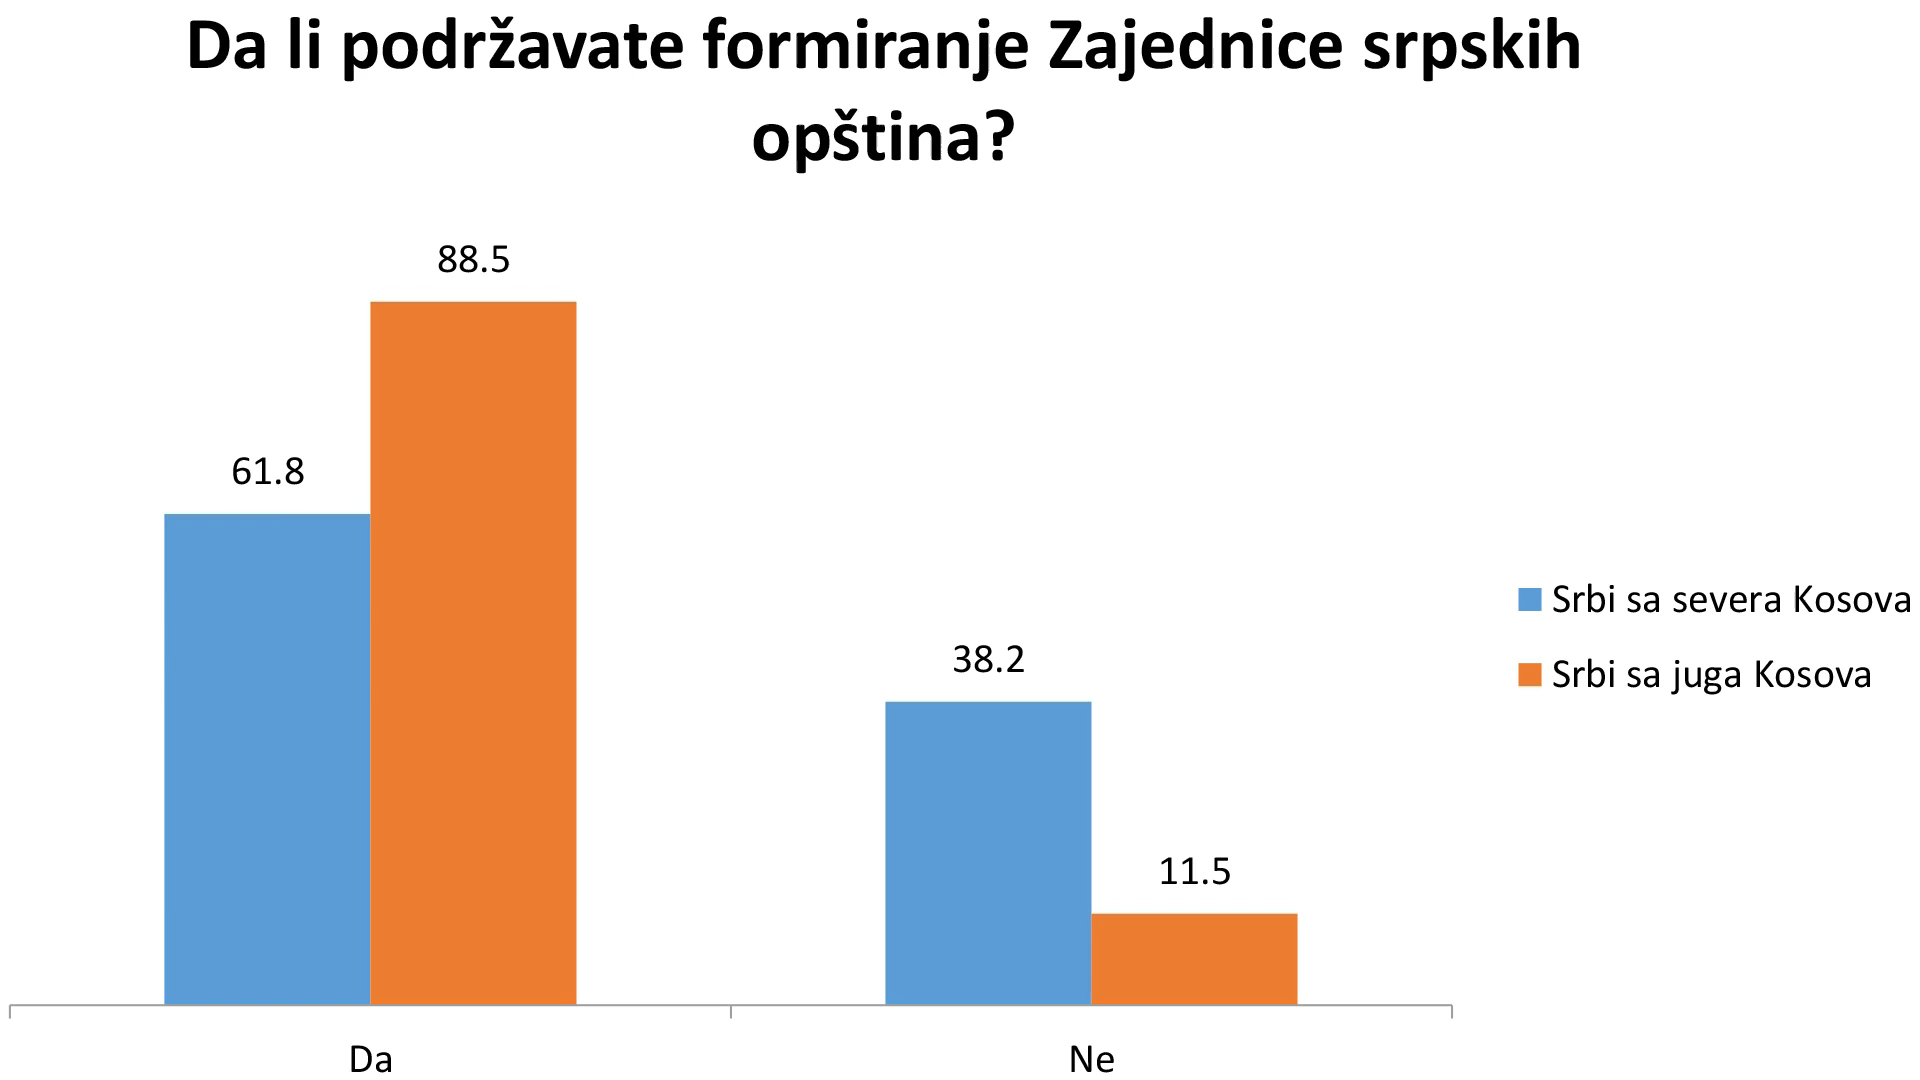 Da li podržavate formiranje Zajednice srpskih
opština?
88.5
61.8
38.2
11.5
Srbi sa severa Kosova
Srbi sa juga Kosova
Da
Ne